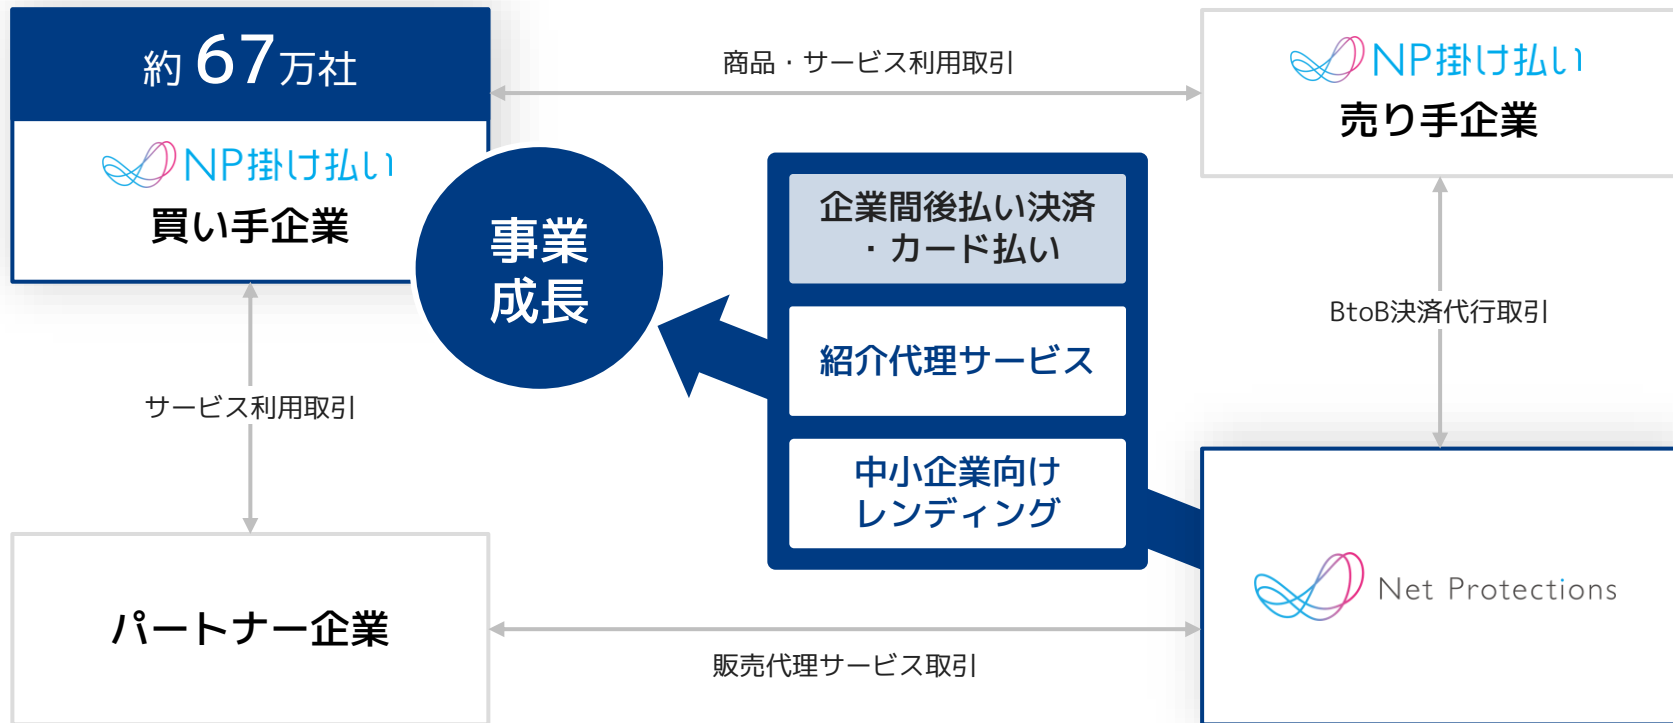 約67万社
NP掛け払い
買い手企業
商品・サービス利用取引
NP掛け払い
売り手企業
事業
成長
企業間後払い決済
・カード払い
紹介代理サービス
中小企業向け
レンディング
BtoB決済代行取引
サービス利用取引
パートナー企業
販売代理サービス取引
Net Protections